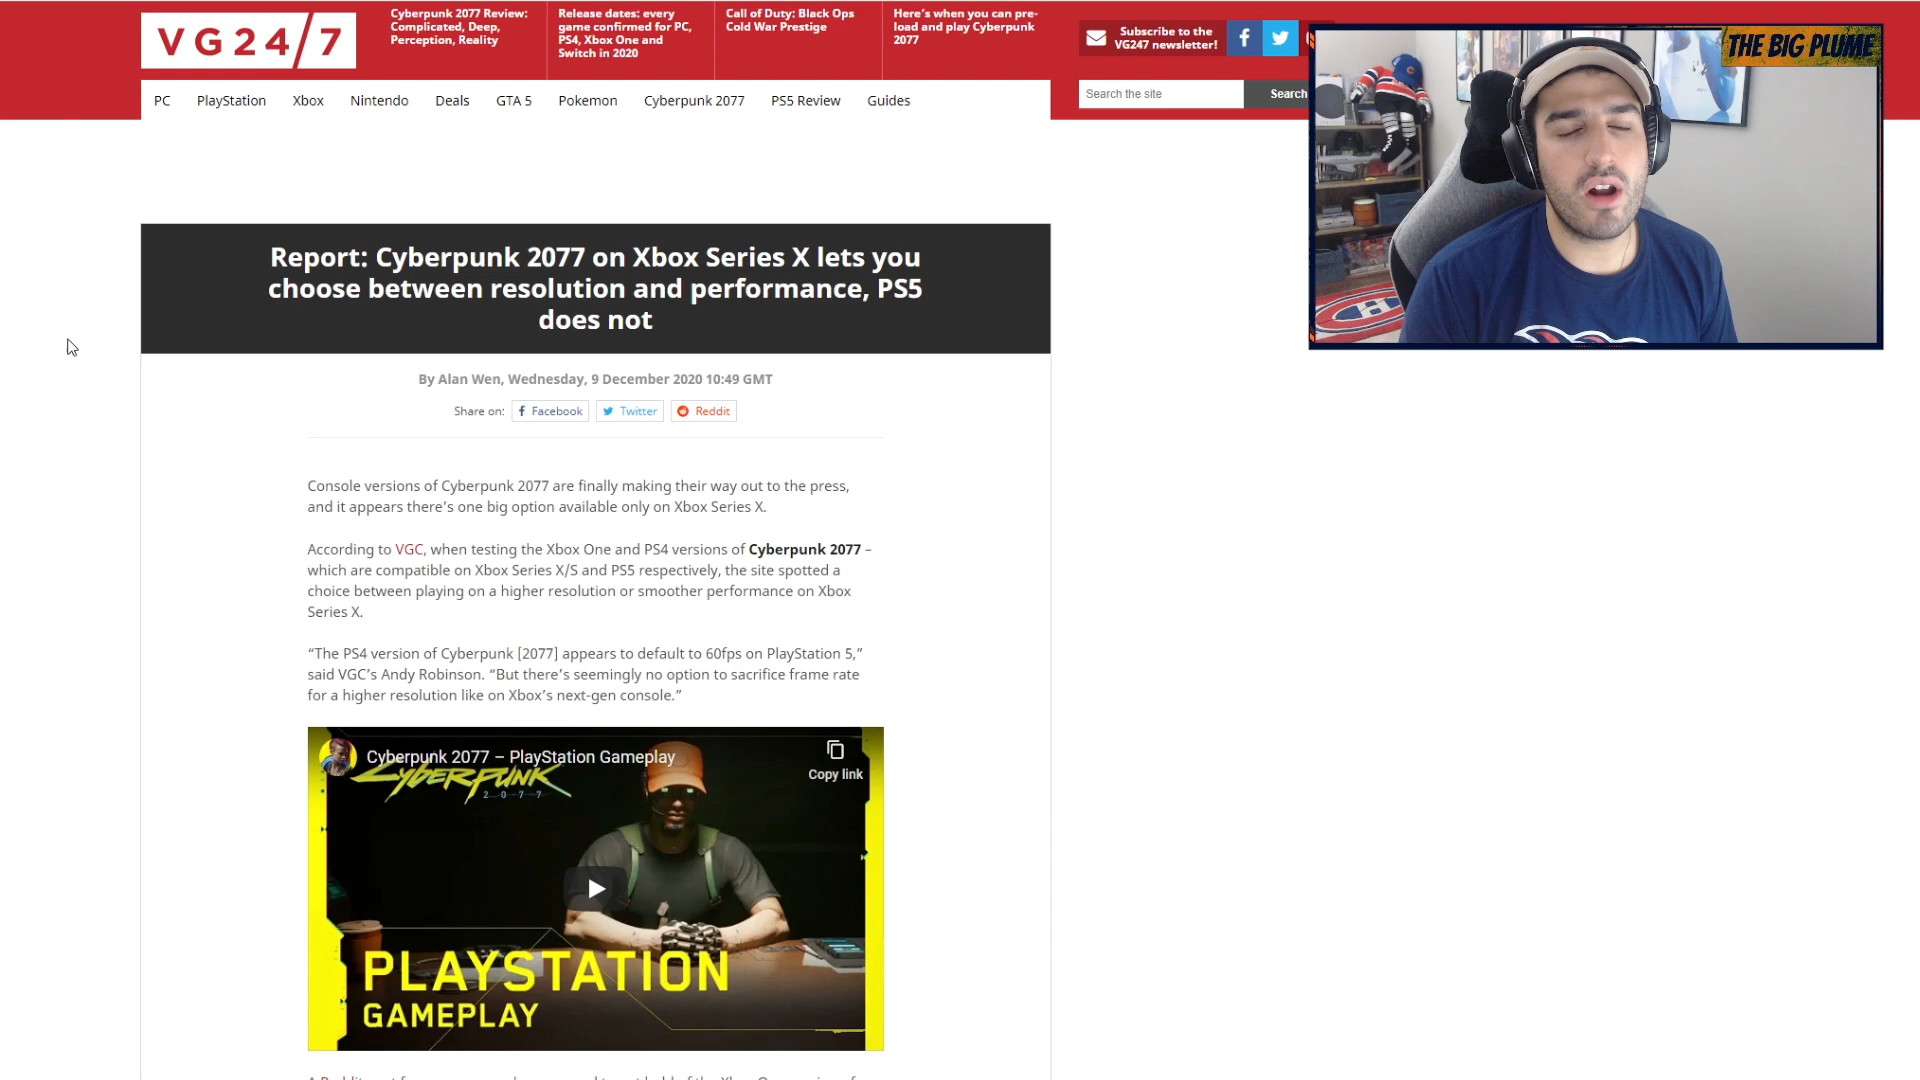 VG24/7
Cyberpunk 2077 Review:
Complicated, Deep,
Perception, Reality
Release dates: every
game confirmed for PC,
PS4, Xbox One and
Switch in 2020
Call of Duty: Black Ops
Cold War Prestige
Here's when you can pre-
load and play Cyberpunk
2077
Subscribe to the
VG247 newsletter!
THE BIG PLUME
PC PlayStation Xbox Nintendo Deals GTA 5 Pokemon Cyberpunk 2077 PS5 Review Guides
Search the site
Search
Report: Cyberpunk 2077 on Xbox Series X lets you
choose between resolution and performance, PS5
does not
By Alan Wen, Wednesday, 9 December 2020 10:49 GMT
Share on: Facebook Twitter Reddit
Console versions of Cyberpunk 2077 are finally making their way out to the press,
and it appears there's one big option available only on Xbox Series X.
According to VGC, when testing the Xbox One and PS4 versions of Cyberpunk 2077 –
which are compatible on Xbox Series X/S and PS5 respectively, the site spotted a
choice between playing on a higher resolution or smoother performance on Xbox
Series X.
“The PS4 version of Cyberpunk [2077] appears to default to 60fps on PlayStation 5,”
said VGC's Andy Robinson. “But there's seemingly no option to sacrifice frame rate
for a higher resolution like on Xbox's next-gen console.”
Cyberpunk 2077 – PlayStation Gameplay
Copy link
CYBERPUNK
2077
PLAYSTATION
GAMEPLAY